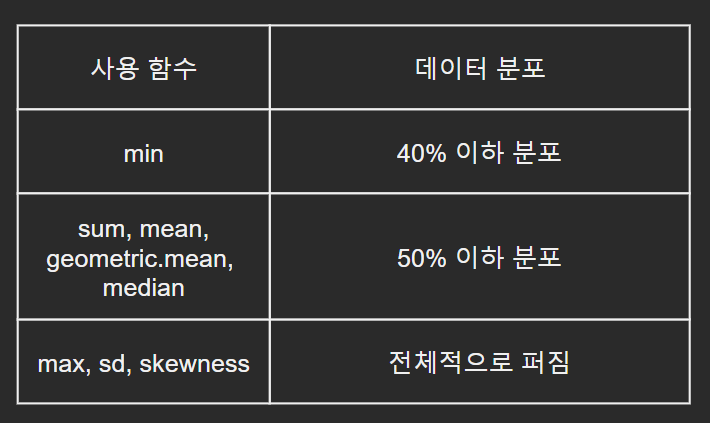 사용 함수
데이터 분포
min
40% 이하 분포
sum, mean,
geometric.mean,
median
50% 이하 분포
max, sd, skewness
전체적으로 퍼짐